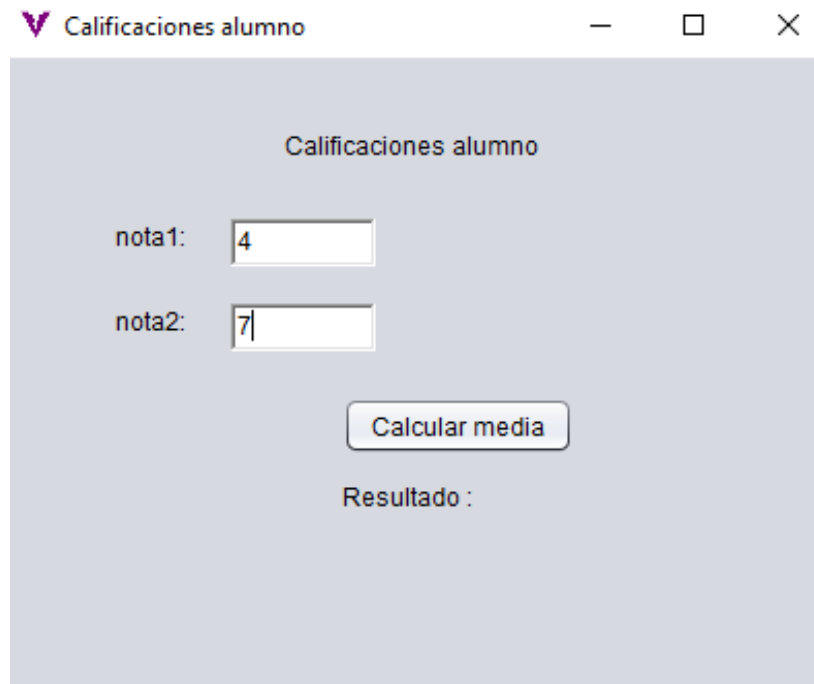 Calificaciones alumno
Calificaciones alumno
nota1: 4
nota2: 7
Calcular media
Resultado :